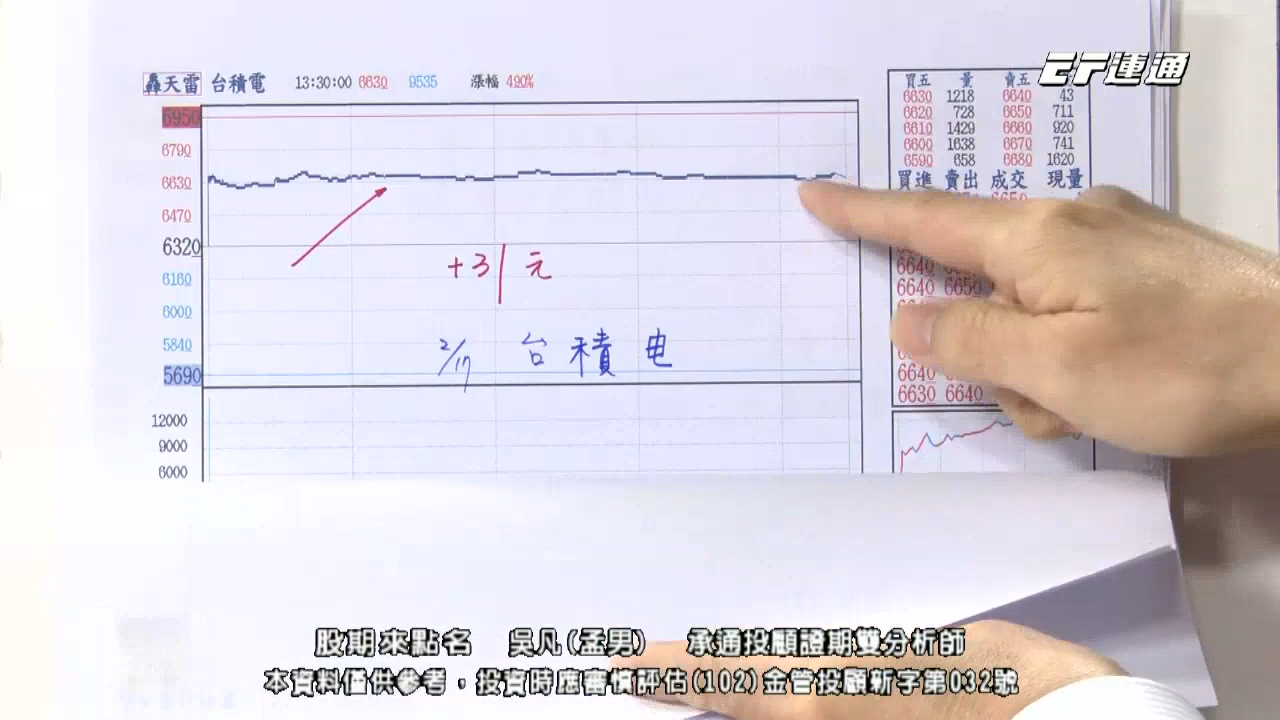 EF運通
轟天雷 台積電 13:30:00 6630 9535 漲幅 4.90%
6950
6790
6630
6470
6320
6160
6000
5840
5690
12000
9000
6000
+31元
2/17 台積电
買五 量 賣五
6630 1218 6640 43
6620 728 6650 711
6610 1429 6660 920
6600 1638 6670 741
6590 658 6680 1620
買進 賣出 成交 現量
6640
6640 6650
6640
6630 6640
股期來點名 吳凡(孟男) 承通投顧證期雙分析師
本資料僅供參考,投資時應審慎評估(102)金管投顧新字第032號